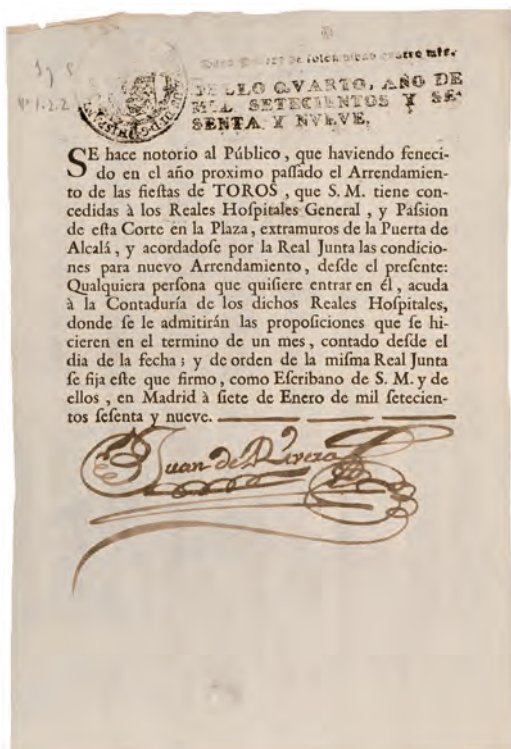 SELLO QVARTO, AÑO DE
MIL SETECIENTOS Y SE-
SENTA Y NVEVE.
SE hace notorio al Público, que haviendo feneci-
do en el año proximo paſſado el Arrendamien-
to de las fieſtas de TOROS, que S. M. tiene con-
cedidas à los Reales Hoſpitales General, y Paſsion
de eſta Corte en la Plaza, extramuros de la Puerta de
Alcalá, y acordadoſe por la Real Junta las condicio-
nes para nuevo Arrendamiento, deſde el preſente:
Qualquiera perſona que quiſiere entrar en él, acuda
à la Contaduría de los dichos Reales Hoſpitales,
donde ſe le admitirán las propoſiciones que ſe hi-
cieren en el termino de un mes, contado deſde el
dia de la fecha; y de orden de la miſma Real Junta
ſe fija eſte que firmo, como Eſcribano de S. M. y de
ellos, en Madrid à ſiete de Enero de mil ſetecien-
tos ſeſenta y nueve.
Juan de Rivera